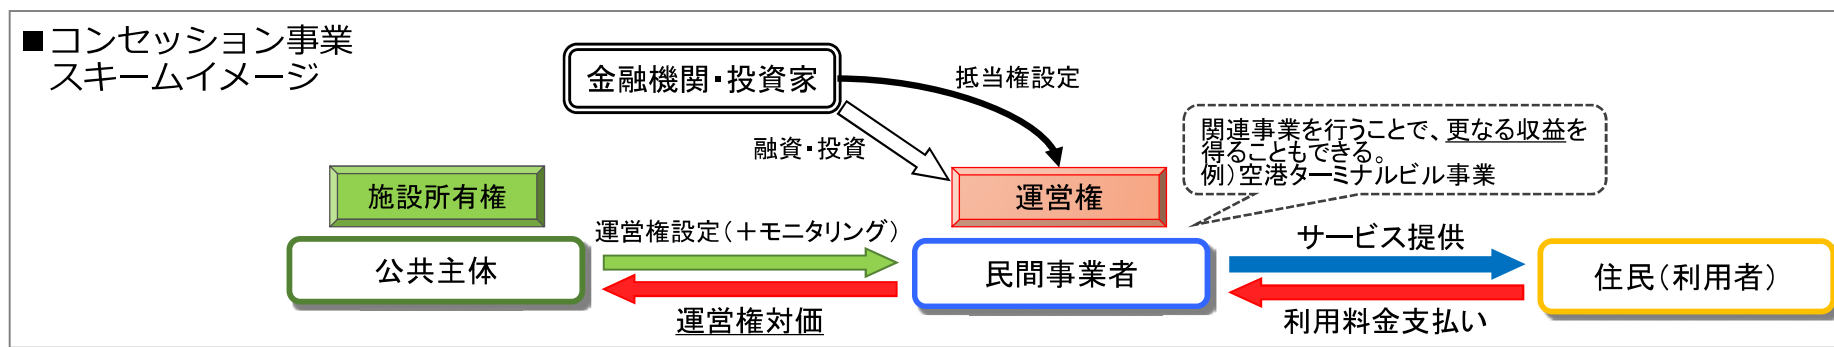 ■コンセッション事業
スキームイメージ
金融機関・投資家
抵当権設定
融資・投資
関連事業を行うことで、更なる収益を
得ることもできる。
例）空港ターミナルビル事業
施設所有権
運営権
運営権設定（＋モニタリング）
サービス提供
公共主体
民間事業者
住民（利用者）
運営権対価
利用料金支払い